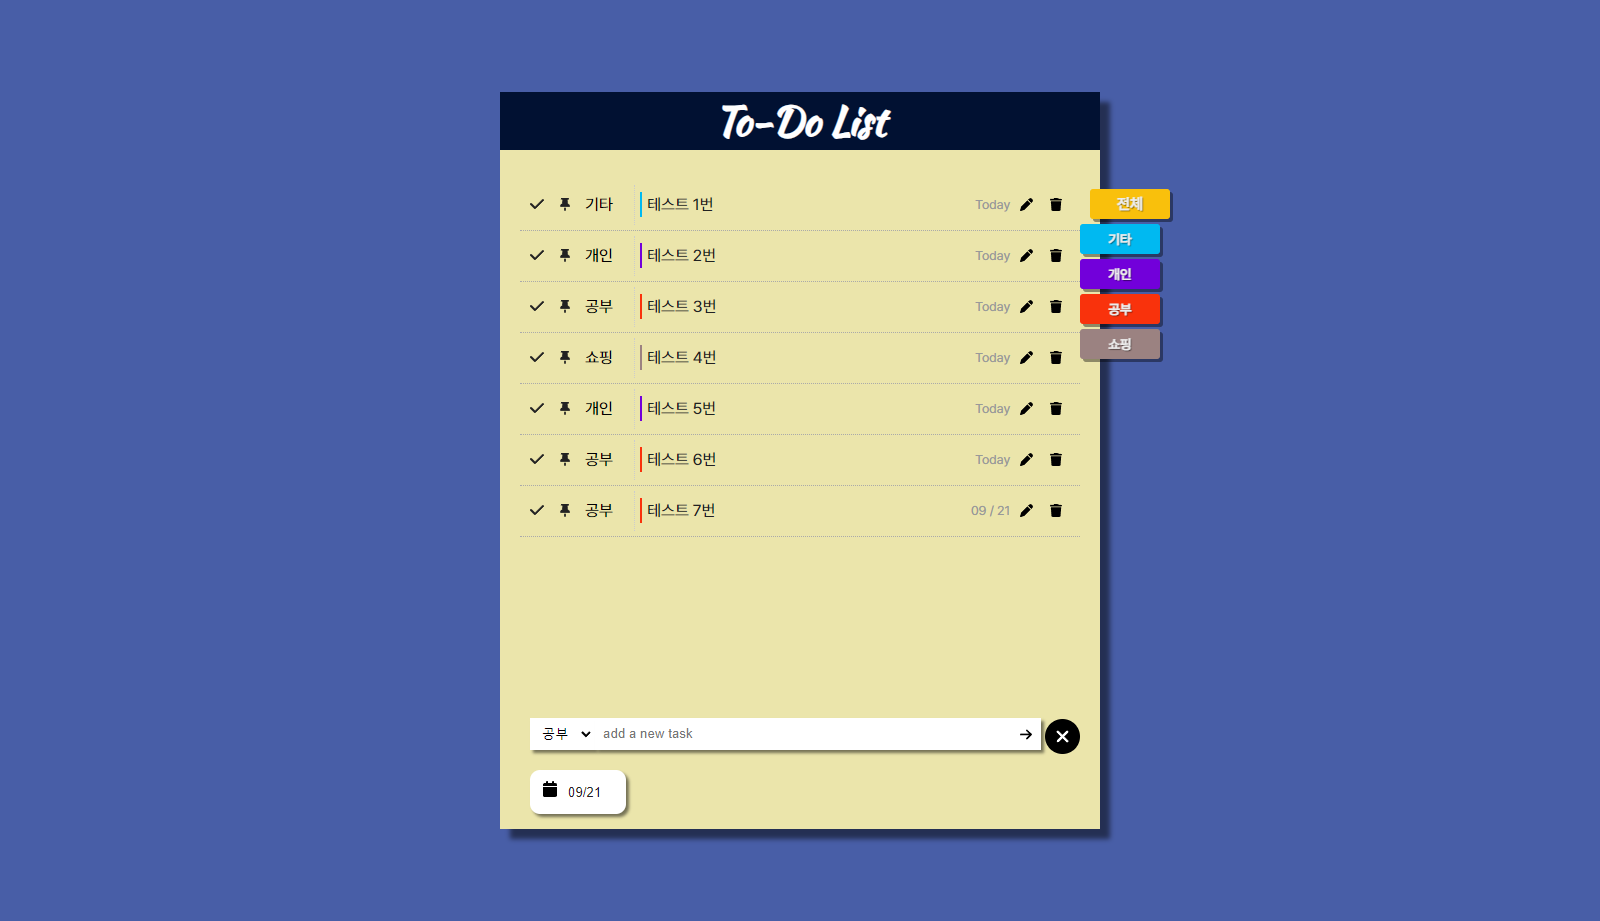 To-Do List
기타 테스트 1번 Today
개인 테스트 2번 Today
공부 테스트 3번 Today
쇼핑 테스트 4번 Today
개인 테스트 5번 Today
공부 테스트 6번 Today
공부 테스트 7번 09 / 21
전체
기타
개인
공부
쇼핑
공부 add a new task
09/21